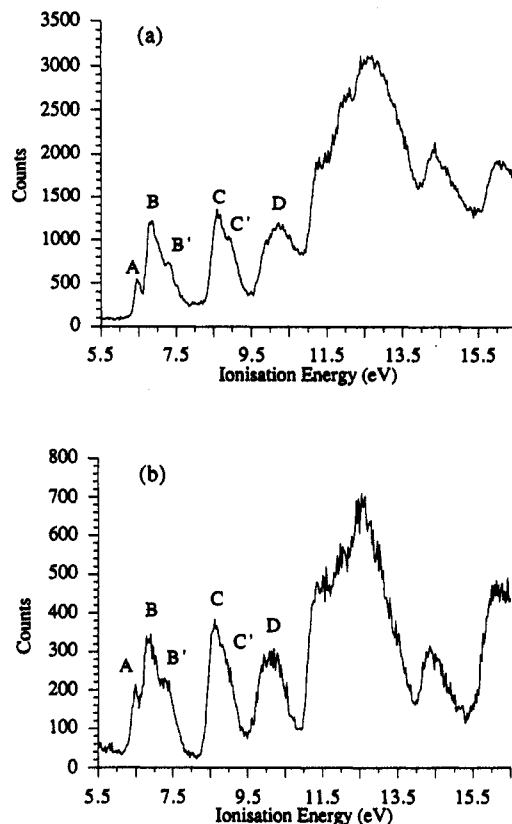 (a)
3500
3000
2500
2000
1500
1000
500
0
Counts
A
B
B'
C
C'
D
5.5 7.5 9.5 11.5 13.5 15.5
Ionisation Energy (eV)
(b)
800
700
600
500
400
300
200
100
0
Counts
A
B
B'
C
C'
D
5.5 7.5 9.5 11.5 13.5 15.5
Ionisation Energy (eV)